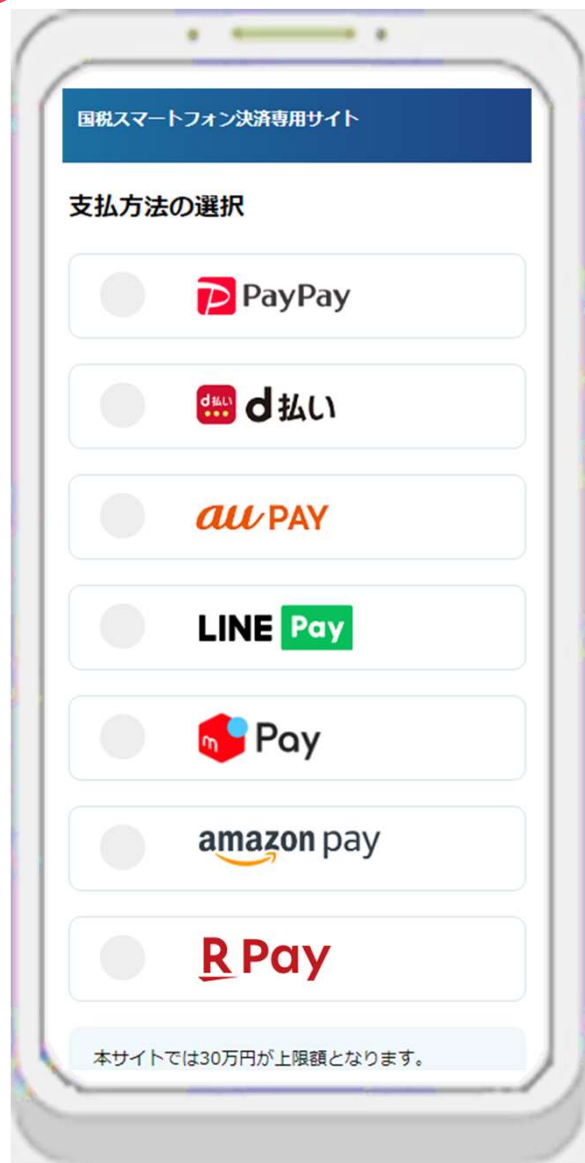 国税スマートフォン決済専用サイト
支払方法の選択
PayPay
d払い d払い
au PAY
LINE Pay
m Pay
amazon pay
R Pay
本サイトでは30万円が上限額となります。